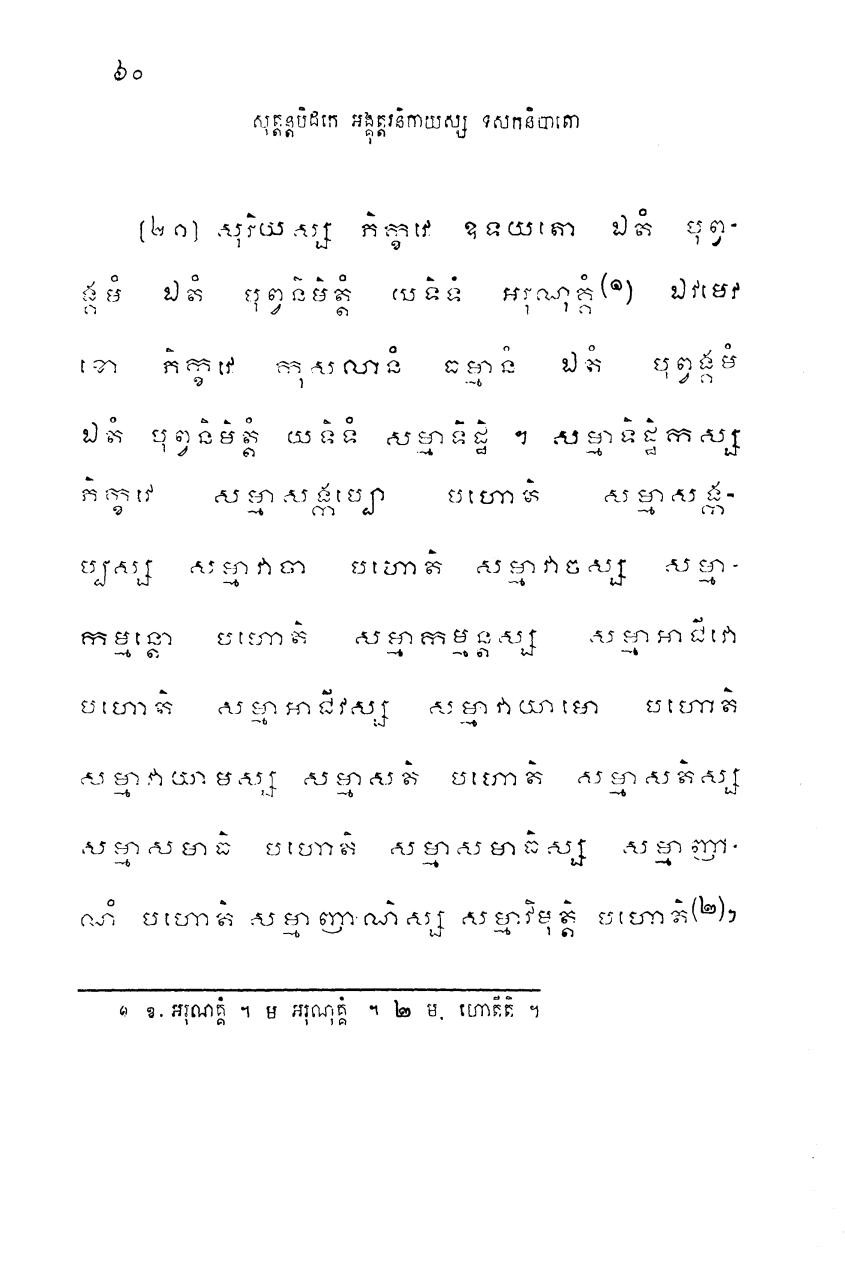 ៦០
សុត្តន្តបិដកេ អង្គុត្តរនិកាយស្ស ទសកនិបាតោ
(២១) សុរិយស្ស ភិក្ខវេ ឧទយតោ ឯតំ បុព្វ-
ង្គមំ ឯតំ បុព្វនិមិត្តំ យទិទំ អរុណុគ្គំ(១) ឯវមេវ
ខោ ភិក្ខវេ កុសលានំ ធម្មានំ ឯតំ បុព្វង្គមំ
ឯតំ បុព្វនិមិត្តំ យទិទំ សម្មាទិដ្ឋិ ។ សម្មាទិដ្ឋិកស្ស
ភិក្ខវេ សម្មាសង្កប្បោ បហោតិ សម្មាសង្ក-
ប្បស្ស សម្មាវាចា បហោតិ សម្មាវាចស្ស សម្មា-
កម្មន្តោ បហោតិ សម្មាកម្មន្តស្ស សម្មាអាជីវោ
បហោតិ សម្មាអាជីវស្ស សម្មាវាយាមោ បហោតិ
សម្មាវាយាមស្ស សម្មាសតិ បហោតិ សម្មាសតិស្ស
សម្មាសមាធិ បហោតិ សម្មាសមាធិស្ស សម្មាញា-
ណំ បហោតិ សម្មាញាណិស្ស សម្មាវិមុត្តិ បហោតិ(២)។
១ ឱ. អរុណគ្គំ ។ ម អរុណុគ្គំ ។ ២ ម. ហោតីតិ ។